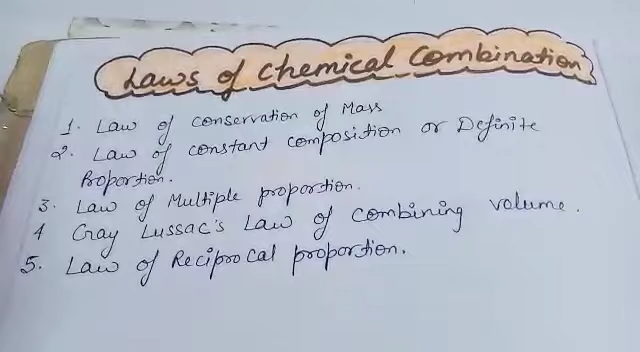 Laws of Chemical Combination
1. Law of conservation of Mass
2. Law of constant composition or Definite
Proportion.
3. Law of Multiple proportion.
4 Gray Lussac's Law of combining volume.
5. Law of Reciprocal proportion.